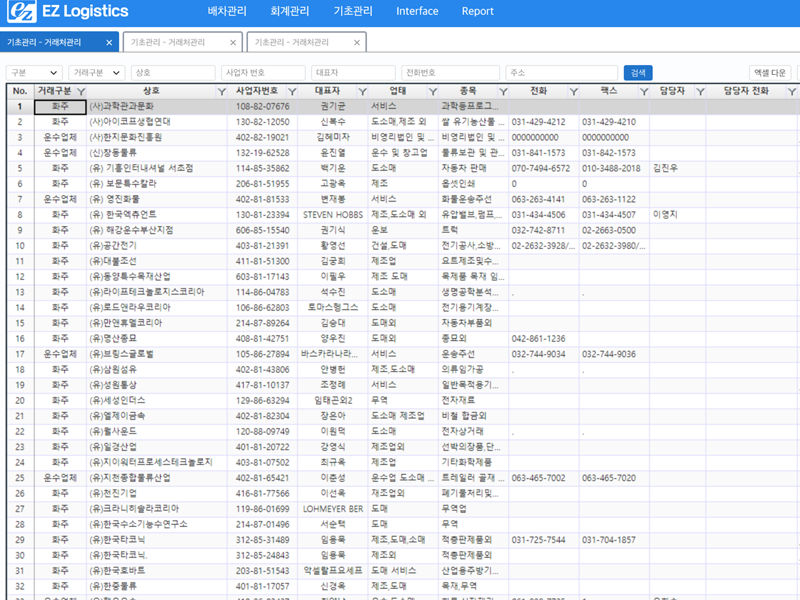 EZ Logistics 배차관리 회계관리 기초관리 Interface Report
기초관리 - 거래처관리 × 기초관리 - 거래처관리 × 기초관리 - 거래처관리 ×
구분 거래구분 상호 사업자 번호 대표자 전화번호 주소 검색 엑셀 다운
No. 거래구분 상호 사업자번호 대표자 업태 종목 전화 팩스 담당자 담당자 전화
1 화주 (사)과학관과문화 108-82-07676 권기균 서비스 과학등프로그...
2 화주 (사)아이코프생협연대 130-82-12050 신복수 도소매,제조 외 쌀 유기농산물 ... 031-429-4212 031-429-4210
3 운수업체 (사)한지문화진흥원 402-82-19021 김혜미자 비영리법인 및 ... 비영리법인 및 ... 0000000000 0000000000
4 운수업체 (신)창동물류 132-19-62528 윤진열 운수 및 창고업 물류보관 및 관... 031-841-1573 031-842-1573
5 화주 (유) 기흥인터내셔널 서초점 114-85-35862 백기운 도소매 자동차 판매 070-7494-6572 010-3488-2018 김진우
6 화주 (유) 보문특수칼라 206-81-51955 고광옥 제조 옵셋인쇄 0 0
7 운수업체 (유) 영진화물 402-81-81533 변재봉 서비스 화물운송주선 063-263-4141 063-263-1122
8 화주 (유) 한국엑츄언트 130-81-23394 STEVEN HOBBS 제조,도소매 외 유압밸브,펌프,... 031-434-4506 031-434-4507 이영지
9 화주 (유) 해강운수부산지점 606-85-15540 권기식 운보 트럭 032-742-8711 02-2663-0500
10 화주 (유)공간전기 403-81-21391 황영선 건설,도매 전기공사,소방... 02-2632-3928/... 02-2632-3980/...
11 화주 (유)대불조선 411-81-51300 김궁희 제조업 요트제조및수...
12 화주 (유)동양특수목재산업 603-81-17143 이필우 제조 도매 목제품 목재 임...
13 화주 (유)라이프테크놀로지스코리아 114-86-04783 석수진 도소매 생명공학분석... . .
14 화주 (유)로드앤라우코리아 106-86-62803 토마스헹그스 도소매 전기용기계장...
15 화주 (유)만앤휴멜코리아 214-87-89264 김승대 도매외 자동차부품외
16 화주 (유)명산종묘 408-81-42751 양우진 도매외 종묘외 042-861-1236
17 운수업체 (유)브링스글로벌 105-86-27894 바스카라나라... 서비스 운송주선 032-744-9034 032-744-9036
18 화주 (유)삼원섬유 402-81-43806 안병헌 제조,도소매 의류임가공 . .
19 화주 (유)성원통상 417-81-10137 조정례 서비스 일반목적용기...
20 화주 (유)세성인더스 129-86-63294 임태곤외2 무역 전자재료
21 화주 (유)엘제이금속 402-81-82304 장운아 도소매 제조업 비철 합금외
22 화주 (유)윌사운드 120-88-09749 이원덕 도소매 전자상거래 . .
23 화주 (유)일경산업 401-81-20722 강영식 제조업외 선박의장품,단...
24 화주 (유)지이워터프로세스테크놀로지 403-81-07502 최규옥 제조업 기타화학제품
25 운수업체 (유)지전종합물류산업 402-81-65421 이춘성 운수업 도소매 ... 트레일러 골재 ... 063-465-7002 063-465-7020
26 화주 (유)전진기업 416-81-77566 이선옥 제조업외 폐기물처리및...
27 화주 (유)크라니히솔라코리아 119-86-01699 LOHMEYER BER 도매 무역업
28 화주 (유)한국수소기능수연구소 214-87-01496 서순택 도매 무역
29 화주 (유)한국타코닉 312-85-31489 임용묵 제조,도매,소매 적층판제품외 031-725-7544 031-704-1857
30 화주 (유)한국타코닉. 312-85-24843 임용묵 제조외 적층판제품외
31 화주 (유)한국호바트 203-81-51543 악셀할프요세프 도매 서비스 산업용주방기...
32 화주 (유)한중물류 401-81-17057 신경옥 제조,도매 목재,무역